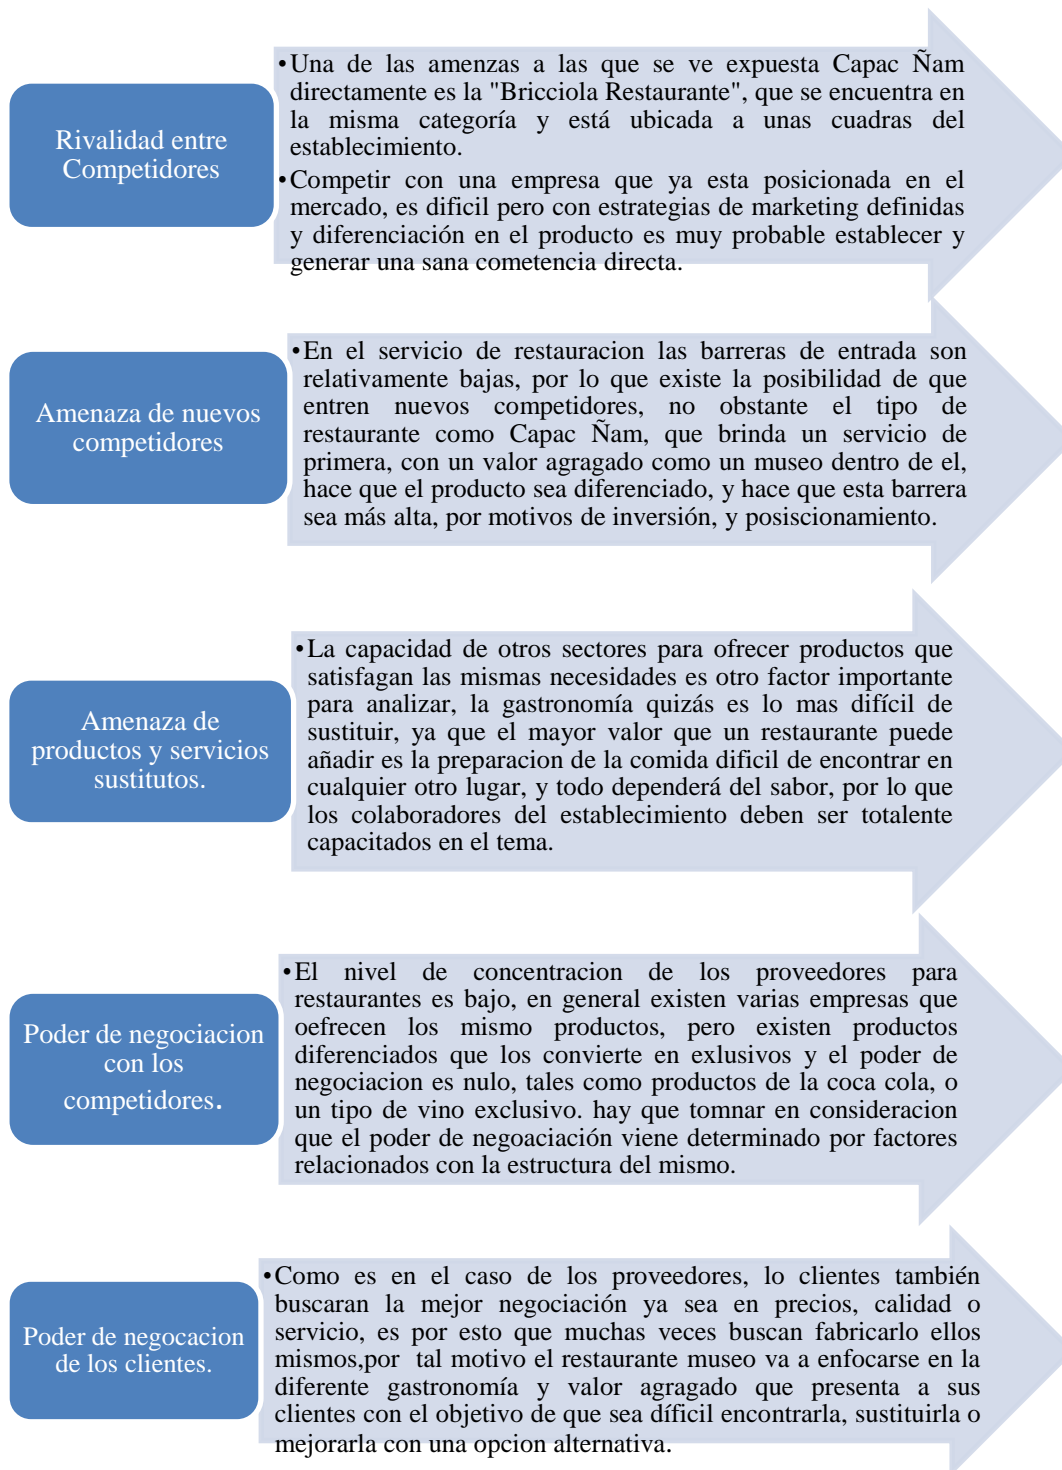 Rivalidad entre
Competidores
•Una de las amenzas a las que se ve expuesta Capac Ñam
directamente es la "Bricciola Restaurante", que se encuentra en
la misma categoría y está ubicada a unas cuadras del
establecimiento.
•Competir con una empresa que ya esta posicionada en el
mercado, es dificil pero con estrategias de marketing definidas
y diferenciación en el producto es muy probable establecer y
generar una sana cometencia directa.
Amenaza de nuevos
competidores
•En el servicio de restauracion las barreras de entrada son
relativamente bajas, por lo que existe la posibilidad de que
entren nuevos competidores, no obstante el tipo de
restaurante como Capac Ñam, que brinda un servicio de
primera, con un valor agragado como un museo dentro de el,
hace que el producto sea diferenciado, y hace que esta barrera
sea más alta, por motivos de inversión, y posiscionamiento.
Amenaza de
productos y servicios
sustitutos.
•La capacidad de otros sectores para ofrecer productos que
satisfagan las mismas necesidades es otro factor importante
para analizar, la gastronomía quizás es lo mas difícil de
sustituir, ya que el mayor valor que un restaurante puede
añadir es la preparacion de la comida dificil de encontrar en
cualquier otro lugar, y todo dependerá del sabor, por lo que
los colaboradores del establecimiento deben ser totalente
capacitados en el tema.
Poder de negociacion
con los
competidores.
•El nivel de concentracion de los proveedores para
restaurantes es bajo, en general existen varias empresas que
oefrecen los mismo productos, pero existen productos
diferenciados que los convierte en exlusivos y el poder de
negociacion es nulo, tales como productos de la coca cola, o
un tipo de vino exclusivo. hay que tomnar en consideracion
que el poder de negoaciación viene determinado por factores
relacionados con la estructura del mismo.
Poder de negocacion
de los clientes.
•Como es en el caso de los proveedores, lo clientes también
buscaran la mejor negociación ya sea en precios, calidad o
servicio, es por esto que muchas veces buscan fabricarlo ellos
mismos,por tal motivo el restaurante museo va a enfocarse en la
diferente gastronomía y valor agragado que presenta a sus
clientes con el objetivo de que sea díficil encontrarla, sustituirla o
mejorarla con una opcion alternativa.